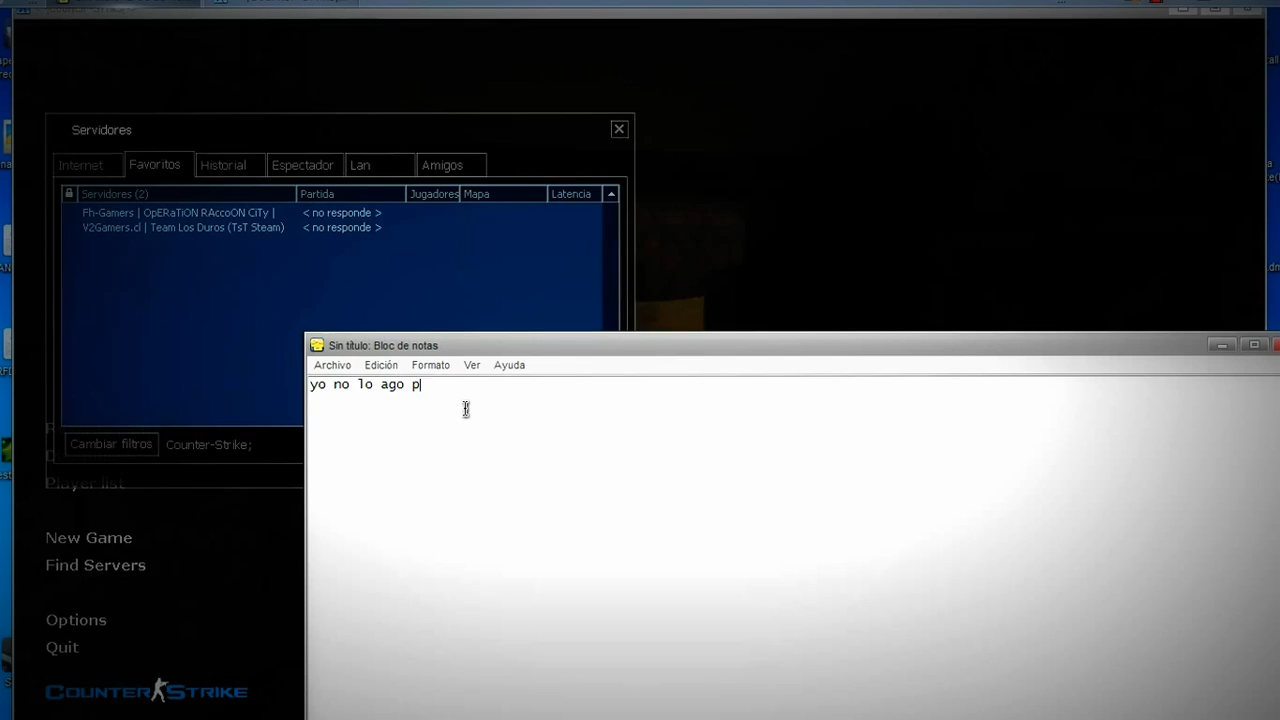 Servidores
Internet Favoritos Historial Espectador Lan Amigos
Servidores (2) Partida Jugadores Mapa Latencia
Fh-Gamers | OpERaTiON RAccoON CiTy | < no responde >
V2Gamers.cl | Team Los Duros (TsT Steam) < no responde >
Sin título: Bloc de notas
Archivo Edición Formato Ver Ayuda
yo no lo ago p
Cambiar filtros Counter-Strike;
Player list
New Game
Find Servers
Options
Quit
COUNTER STRIKE